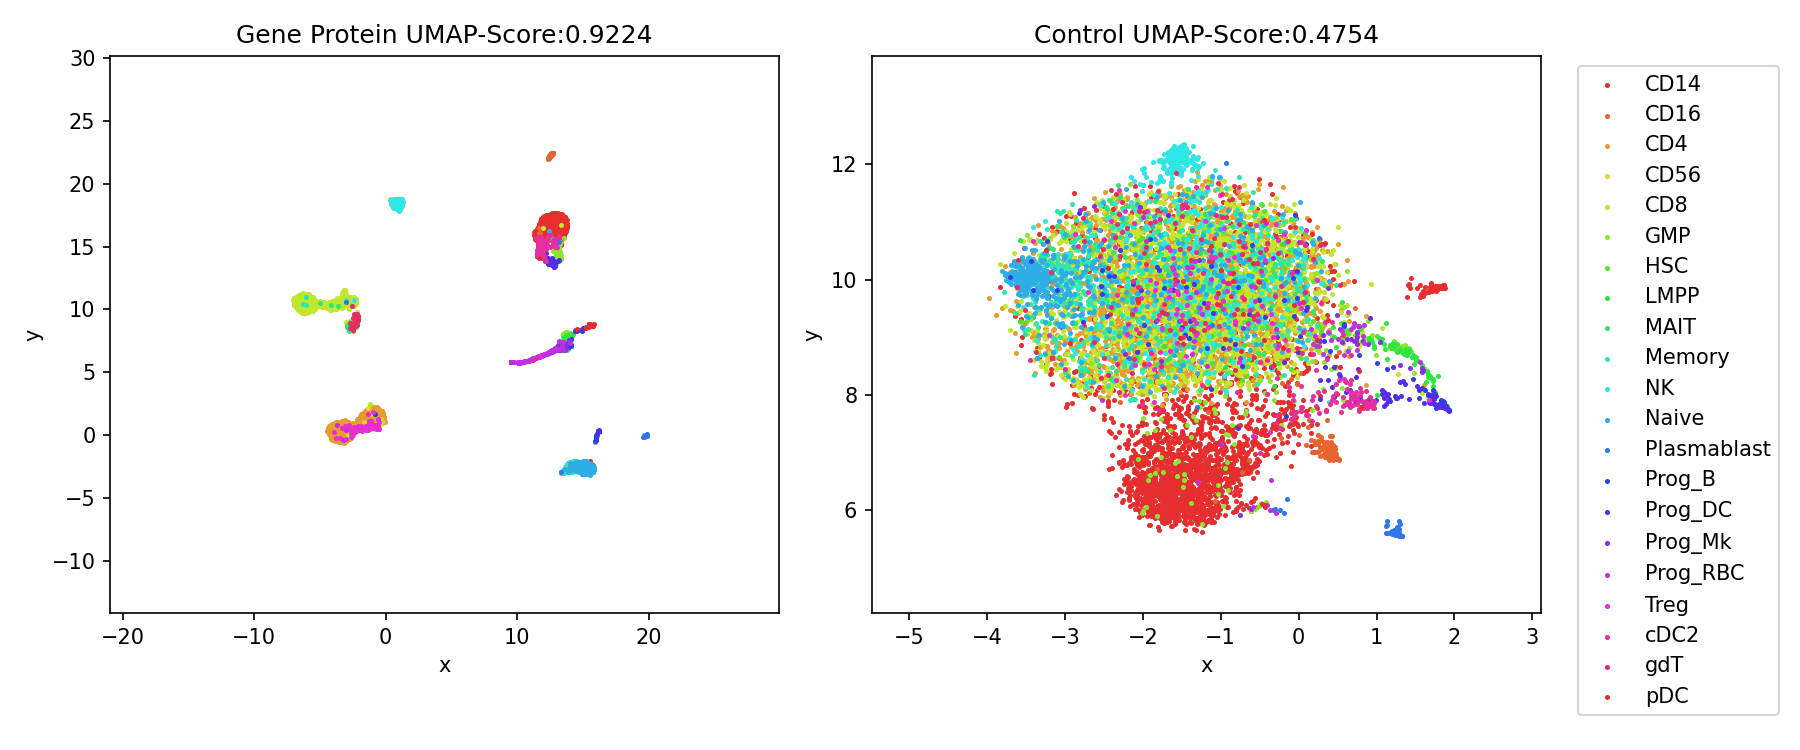 Gene Protein UMAP-Score:0.9224
30
25
20
15
10
5
0
−5
−10
y
−20 −10 0 10 20
x
Control UMAP-Score:0.4754
12
10
8
6
y
−5 −4 −3 −2 −1 0 1 2 3
x
CD14
CD16
CD4
CD56
CD8
GMP
HSC
LMPP
MAIT
Memory
NK
Naive
Plasmablast
Prog_B
Prog_DC
Prog_Mk
Prog_RBC
Treg
cDC2
gdT
pDC